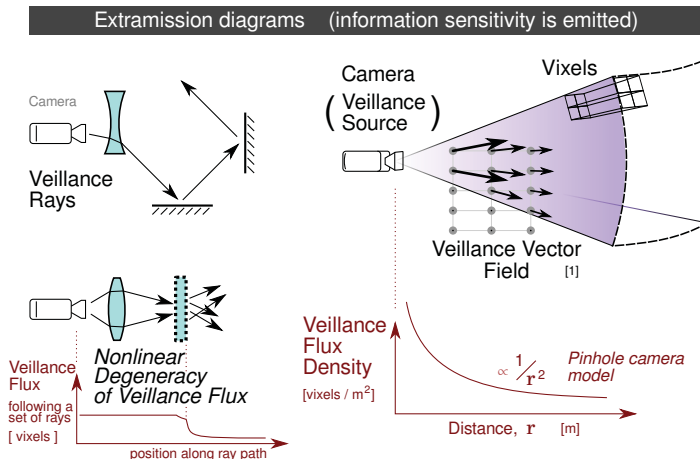 Extramission diagrams (information sensitivity is emitted)
Camera
Veillance
Rays
Camera
( Veillance
Source )
Vixels
Veillance Vector
Field [1]
Nonlinear
Degeneracy
of Veillance Flux
Veillance
Flux
following a
set of rays
[ vixels ]
position along ray path
Veillance
Flux
Density
[vixels / m²]
∝ 1/r²
Pinhole camera
model
Distance, r [m]